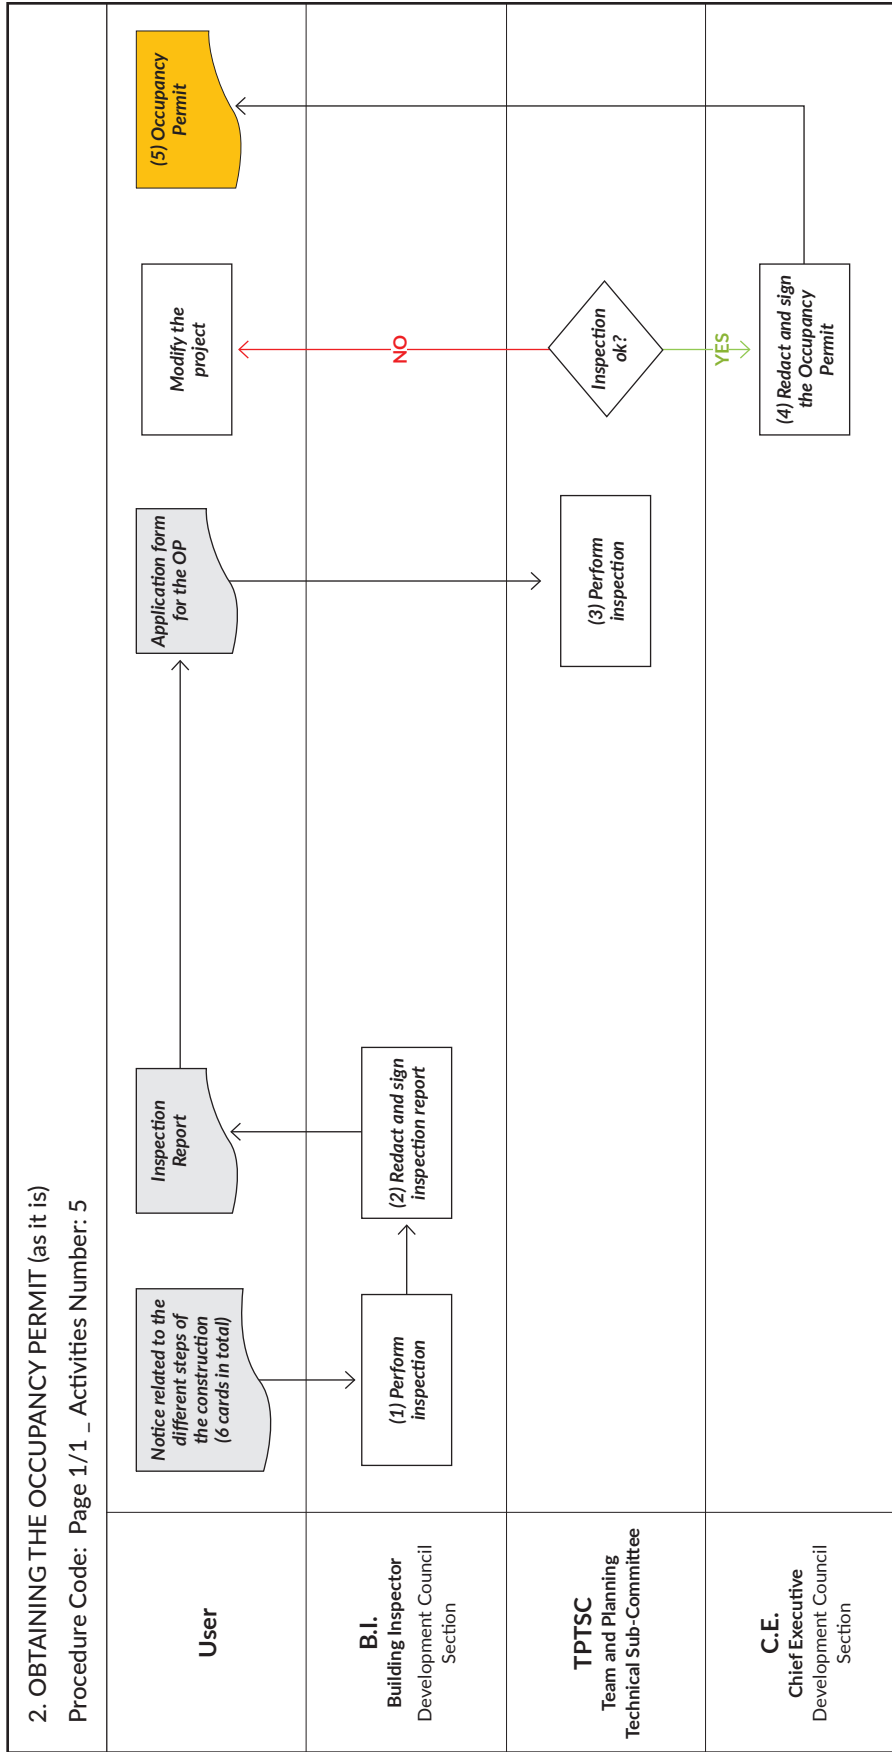 2. OBTAINING THE OCCUPANCY PERMIT (as it is)
Procedure Code: Page 1/1 _ Activities Number: 5
User
Notice related to the
different steps of
the construction
(6 cards in total)
Inspection
Report
Application form
for the OP
Modify the
project
(5) Occupancy
Permit
B.I.
Building Inspector
Development Council
Section
(1) Perform
inspection
(2) Redact and sign
inspection report
NO
TPTSC
Team and Planning
Technical Sub-Committee
(3) Perform
inspection
Inspection
ok?
C.E.
Chief Executive
Development Council
Section
YES
(4) Redact and sign
the Occupancy
Permit